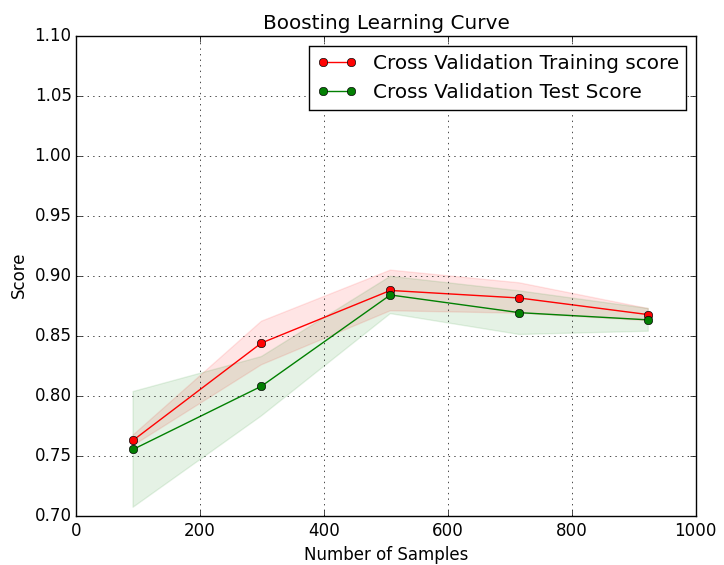 Boosting Learning Curve
Cross Validation Training score
Cross Validation Test Score
1.10
1.05
1.00
0.95
0.90
0.85
0.80
0.75
0.70
Score
0 200 400 600 800 1000
Number of Samples